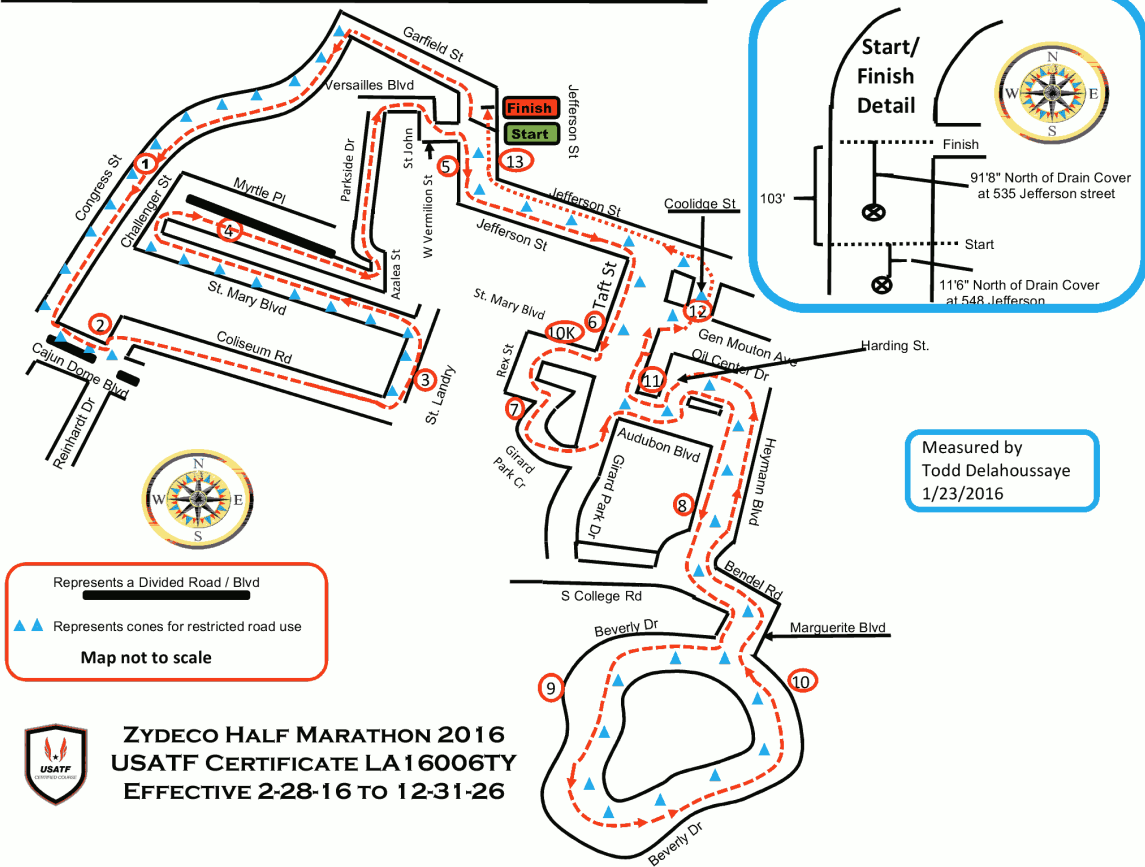 Garfield St
Versailles Blvd
Finish
Start
Jefferson St
St John
Parkside Dr
5
13
W Vermilion St
Congress St
1
Challenger St
Myrtle Pl
4
Azalea St
St. Mary Blvd
Jefferson St
Jefferson St
Coolidge St
Taft St
St. Mary Blvd
6
10K
12
Gen Mouton Ave
Harding St.
Oil Center Dr
11
2
Coliseum Rd
Cajun Dome Blvd
Reinhardt Dr
3
St. Landry
Rex St
7
Girard
Park Cr
Audubon Blvd
Girard Park Dr
8
Heymann Blvd
Bendel Rd
S College Rd
Marguerite Blvd
Beverly Dr
9
10
Beverly Dr
Start/
Finish
Detail
N
W
E
S
Finish
91'8" North of Drain Cover
at 535 Jefferson street
103'
Start
11'6" North of Drain Cover
at 548 Jefferson
Measured by
Todd Delahoussaye
1/23/2016
N
W
E
S
Represents a Divided Road / Blvd
Represents cones for restricted road use
Map not to scale
USATF
CERTIFIED COURSE
Zydeco Half Marathon 2016
USATF Certificate LA16006TY
Effective 2-28-16 to 12-31-26